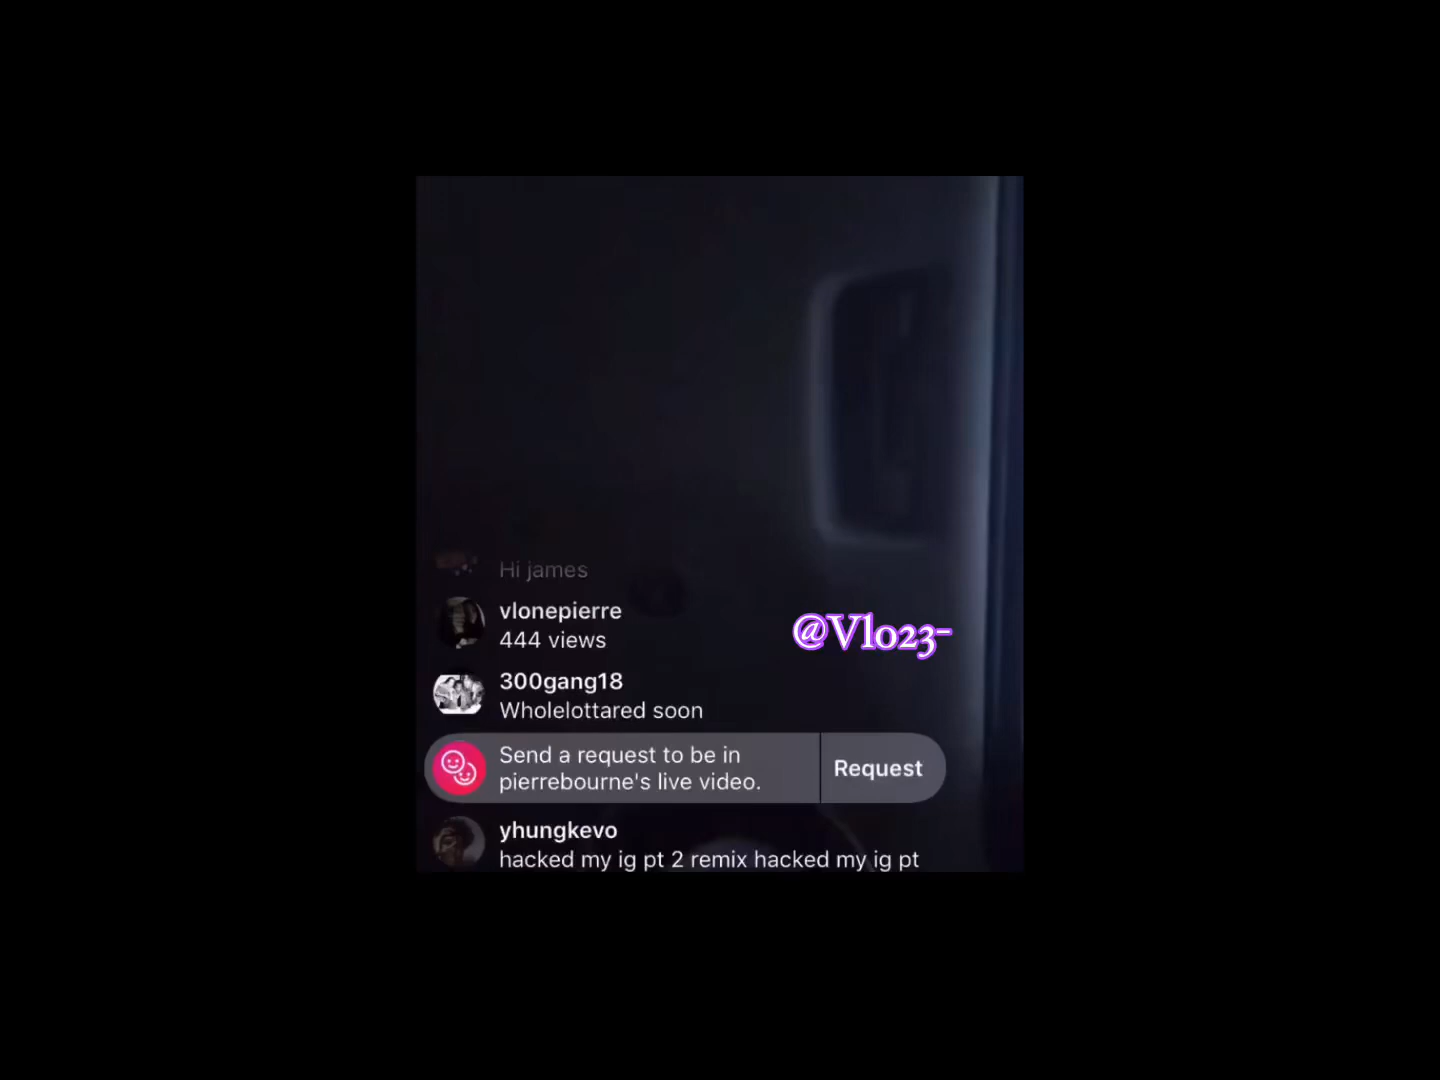 Hi james
vlonepierre
444 views
@Vlo23-
300gang18
Wholelottared soon
Send a request to be in
pierrebourne's live video.
Request
yhungkevo
hacked my ig pt 2 remix hacked my ig pt